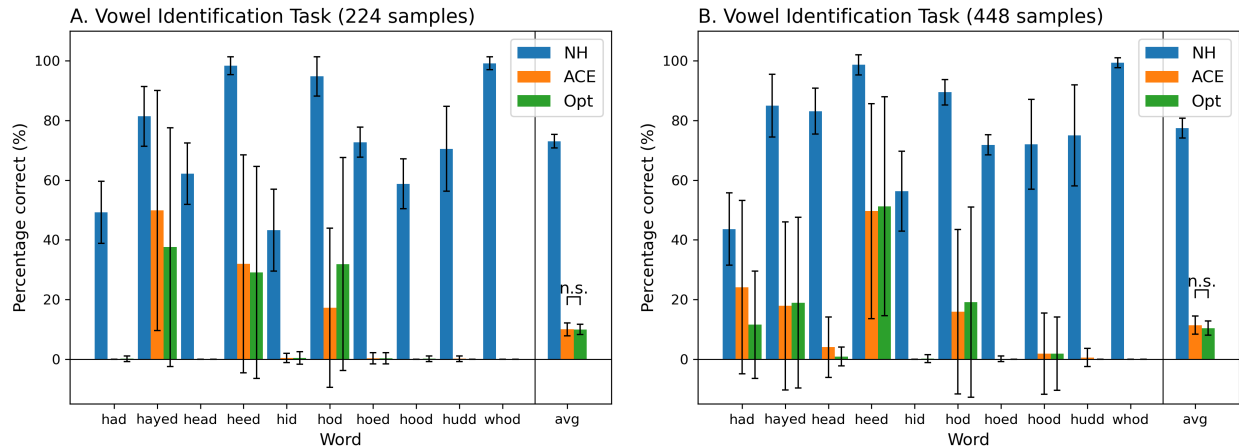 A. Vowel Identification Task (224 samples)
Percentage correct (%)
100
80
60
40
20
0
NH
ACE
Opt
n.s.
had hayed head heed hid hod hoed hood hudd whod avg
Word
B. Vowel Identification Task (448 samples)
Percentage correct (%)
100
80
60
40
20
0
NH
ACE
Opt
n.s.
had hayed head heed hid hod hoed hood hudd whod avg
Word